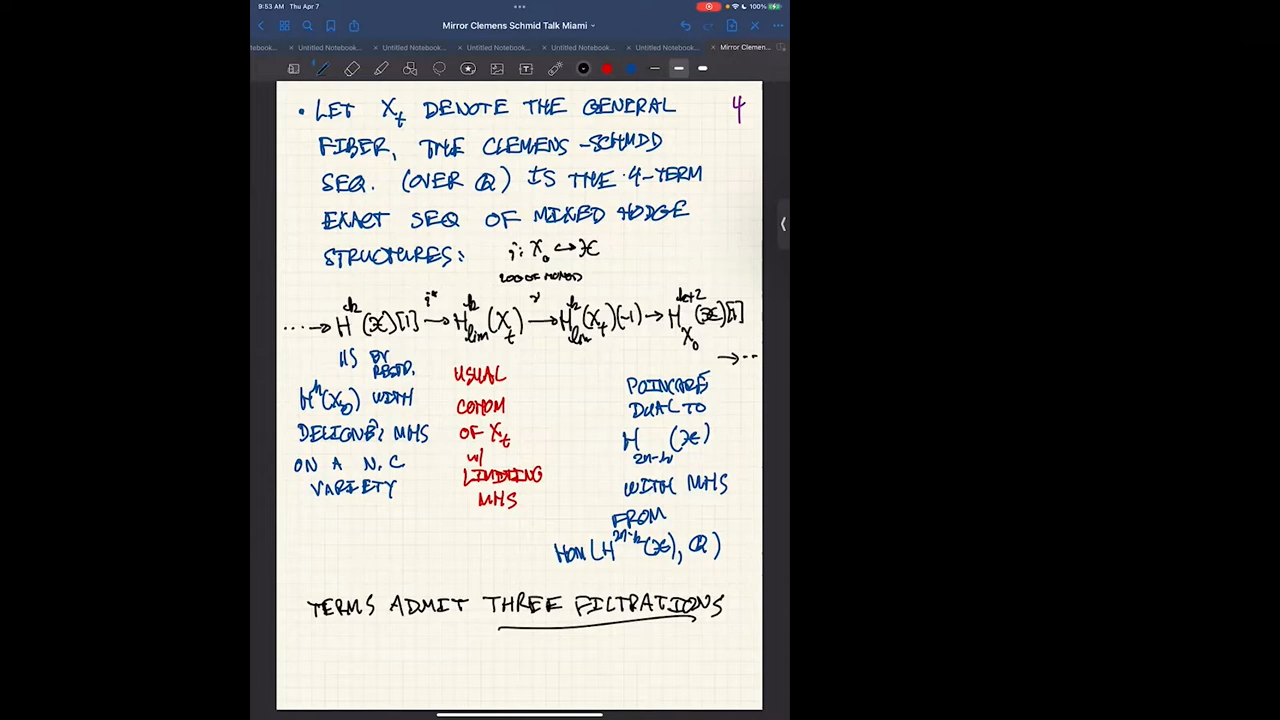 9:53 AM Thu Apr 7
100%
Mirror Clemens Schmid Talk Miami
Untitled Notebook... Untitled Notebook... Untitled Notebook... Untitled Notebook... Untitled Notebook... Mirror Clemen...
4
• LET X_t DENOTE THE GENERAL
FIBER, THE CLEMENS-SCHMID
SEQ. (OVER Q) IS THE 4-TERM
EXACT SEQ OF MIXED HODGE
STRUCTURES:
i: X_0 ↪ 𝒳
LOG OF MONOD
··· → H^k(𝒳)[1] →^{i*} H^k_{lim}(X_t) →^ν H^k_{lim}(X_t)(-1) → H^{k+2}_{X_0}(𝒳)[1]
→ ··
IIS BY RESTR.
H^k(X_0) WITH
DELIGNE'S MHS
ON A N.C
VARIETY
USUAL
COHOM
OF X_t
w/
LIMITING
MHS
POINCARÉ
DUAL TO
H_{2n-k}(𝒳)
WITH MHS
FROM
HOM(H^{2n-k}(𝒳), Q)
TERMS ADMIT THREE FILTRATIONS